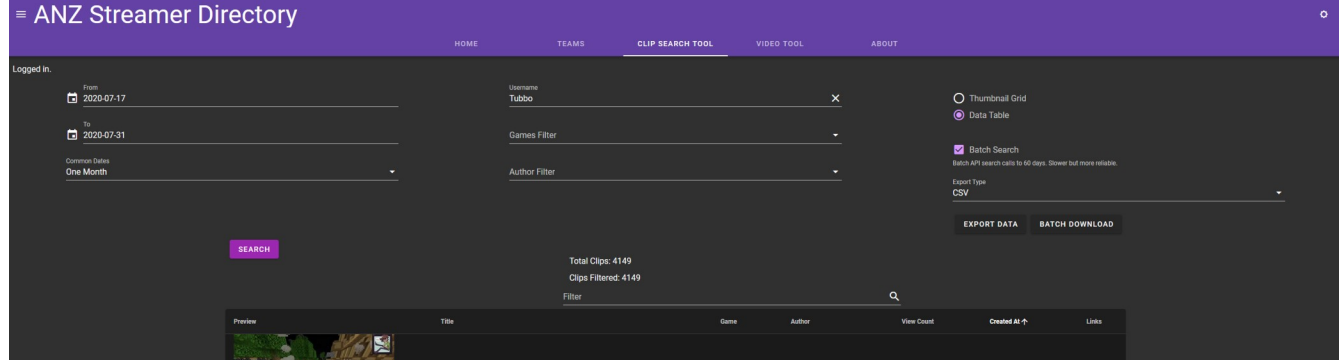 ANZ Streamer Directory
HOME TEAMS CLIP SEARCH TOOL VIDEO TOOL ABOUT
Logged in.
From
2020-07-17
To
2020-07-31
Common Dates
One Month
Username
Tubbo
Games Filter
Author Filter
Thumbnail Grid
Data Table
Batch Search
Batch API search calls to 60 days. Slower but more reliable.
Export Type
CSV
EXPORT DATA BATCH DOWNLOAD
SEARCH
Total Clips: 4149
Clips Filtered: 4149
Filter
Preview Title Game Author View Count Created At Links